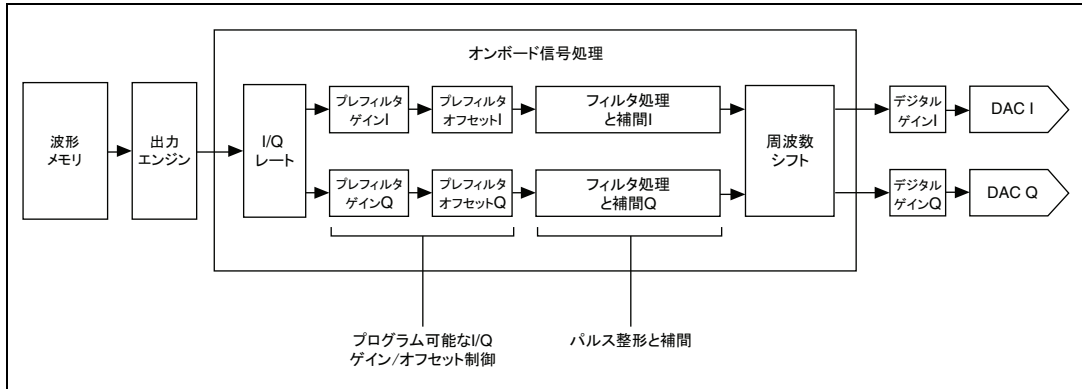 オンボード信号処理
波形
メモリ
出力
エンジン
I/Q
レート
プレフィルタ
ゲインI
プレフィルタ
オフセットI
フィルタ処理
と補間I
周波数
シフト
デジタル
ゲインI
DAC I
プレフィルタ
ゲインQ
プレフィルタ
オフセットQ
フィルタ処理
と補間Q
デジタル
ゲインQ
DAC Q
プログラム可能なI/Q
ゲイン/オフセット制御
パルス整形と補間